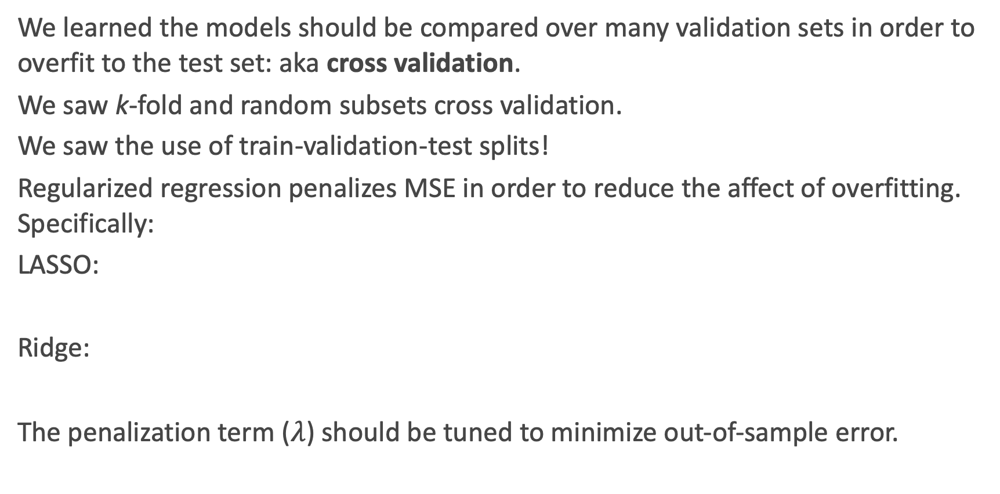 We learned the models should be compared over many validation sets in order to
overfit to the test set: aka cross validation.
We saw k-fold and random subsets cross validation.
We saw the use of train-validation-test splits!
Regularized regression penalizes MSE in order to reduce the affect of overfitting.
Specifically:
LASSO:
Ridge:
The penalization term (λ) should be tuned to minimize out-of-sample error.